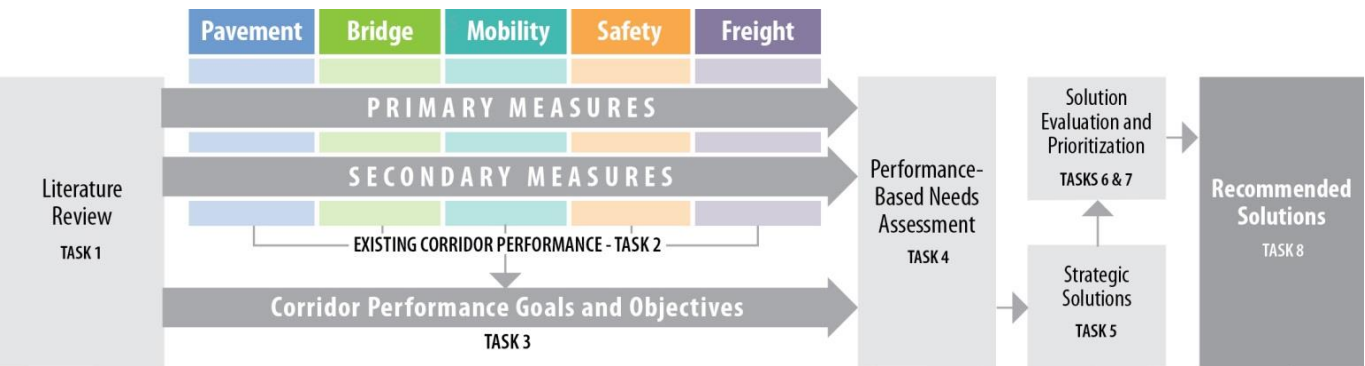 Pavement
Bridge
Mobility
Safety
Freight
Literature
Review
TASK 1
PRIMARY MEASURES
SECONDARY MEASURES
EXISTING CORRIDOR PERFORMANCE - TASK 2
Corridor Performance Goals and Objectives
TASK 3
Performance-
Based Needs
Assessment
TASK 4
Solution
Evaluation and
Prioritization
TASKS 6 & 7
Strategic
Solutions
TASK 5
Recommended
Solutions
TASK 8